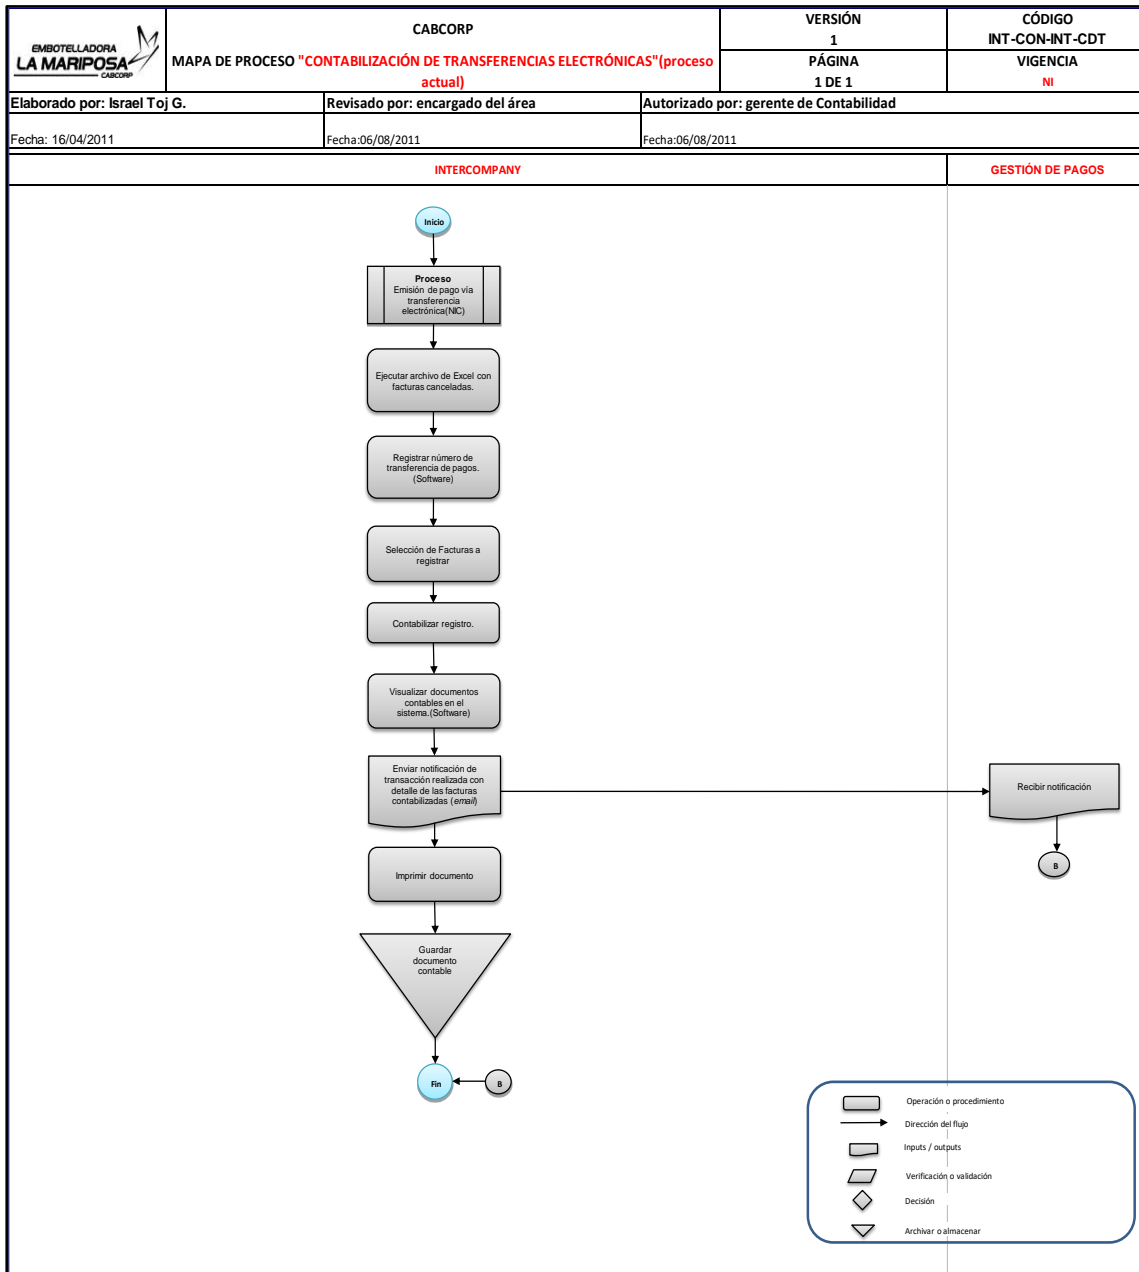 EMBOTELLADORA
LA MARIPOSA
CABCORP
CABCORP
MAPA DE PROCESO "CONTABILIZACIÓN DE TRANSFERENCIAS ELECTRÓNICAS"(proceso
actual)
VERSIÓN
1
CÓDIGO
INT-CON-INT-CDT
PÁGINA
1 DE 1
VIGENCIA
NI
Elaborado por: Israel Toj G.
Revisado por: encargado del área
Autorizado por: gerente de Contabilidad
Fecha: 16/04/2011
Fecha:06/08/2011
Fecha:06/08/2011
INTERCOMPANY
GESTIÓN DE PAGOS
Inicio
Proceso
Emisión de pago vía
transferencia
electrónica(NIC)
Ejecutar archivo de Excel con
facturas canceladas.
Registrar número de
transferencia de pagos.
(Software)
Selección de Facturas a
registrar
Contabilizar registro.
Visualizar documentos
contables en el
sistema.(Software)
Enviar notificación de
transacción realizada con
detalle de las facturas
contabilizadas (email)
Recibir notificación
B
Imprimir documento
Guardar
documento
contable
Fin
B
Operación o procedimiento
Dirección del flujo
Inputs / outputs
Verificación o validación
Decisión
Archivar o almacenar